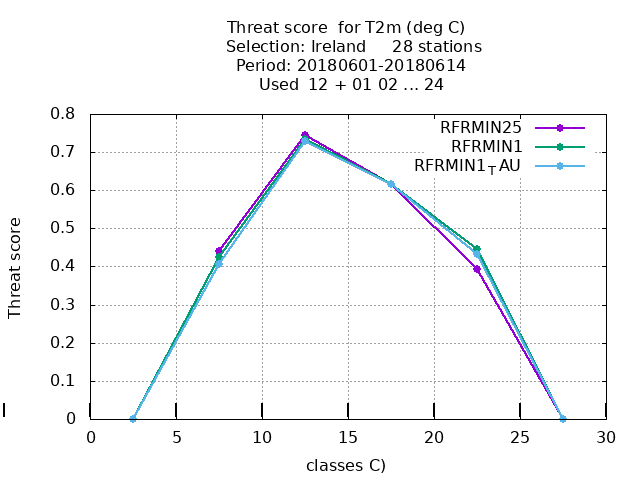 Threat score  for T2m (deg C)
Selection: Ireland     28 stations
Period: 20180601-20180614
Used  12 + 01 02 ... 24
RFRMIN25
RFRMIN1
RFRMIN1TAU
Threat score
0.8
0.7
0.6
0.5
0.4
0.3
0.2
0.1
0
0 5 10 15 20 25 30
classes C)